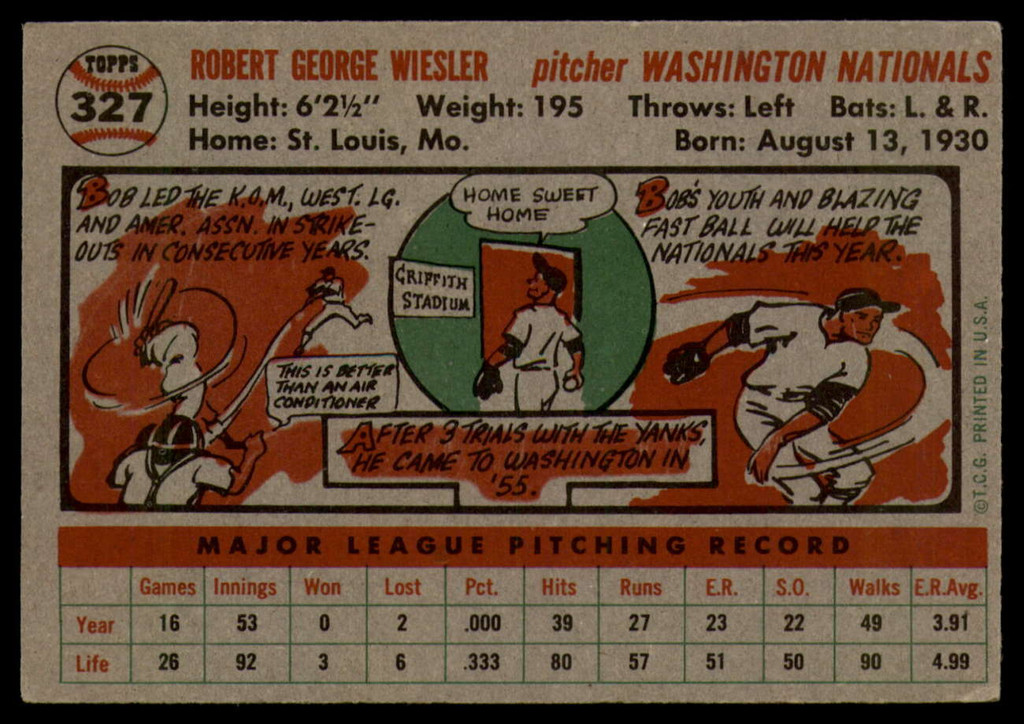 TOPPS
327
ROBERT GEORGE WIESLER pitcher WASHINGTON NATIONALS
Height: 6'2½" Weight: 195 Throws: Left Bats: L. & R.
Home: St. Louis, Mo. Born: August 13, 1930
BOB LED THE K.O.M., WEST. LG.
AND AMER. ASSN. IN STRIKE-
OUTS IN CONSECUTIVE YEARS.
THIS IS BETTER
THAN AN AIR
CONDITIONER
HOME SWEET
HOME
GRIFFITH
STADIUM
AFTER 3 TRIALS WITH THE YANKS,
HE CAME TO WASHINGTON IN
'55.
BOB'S YOUTH AND BLAZING
FAST BALL WILL HELP THE
NATIONALS THIS YEAR.
©T.C.G. PRINTED IN U.S.A.
MAJOR LEAGUE PITCHING RECORD
Games Innings Won Lost Pct. Hits Runs E.R. S.O. Walks E.R.Avg.
Year 16 53 0 2 .000 39 27 23 22 49 3.91
Life 26 92 3 6 .333 80 57 51 50 90 4.99